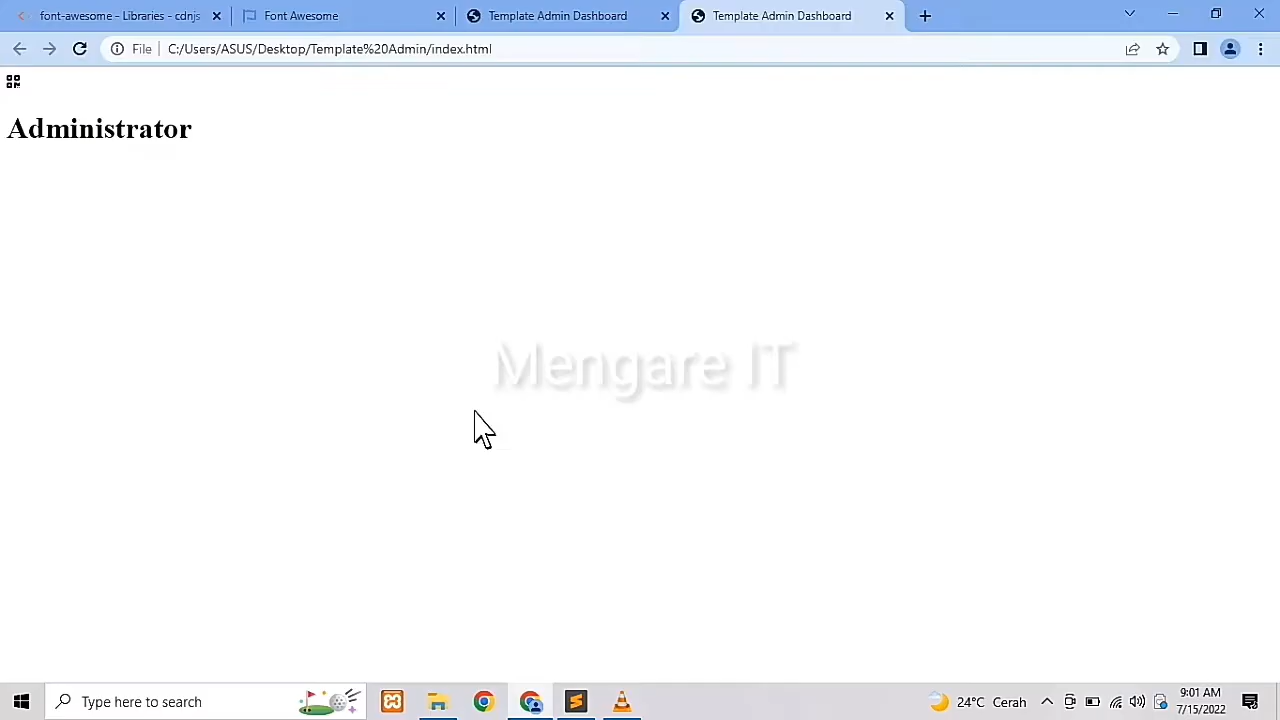 font-awesome - Libraries - cdnjs
Font Awesome
Template Admin Dashboard
Template Admin Dashboard
File
C:/Users/ASUS/Desktop/Template%20Admin/index.html
Administrator
Mengare IT
Type here to search
24°C Cerah
9:01 AM
7/15/2022